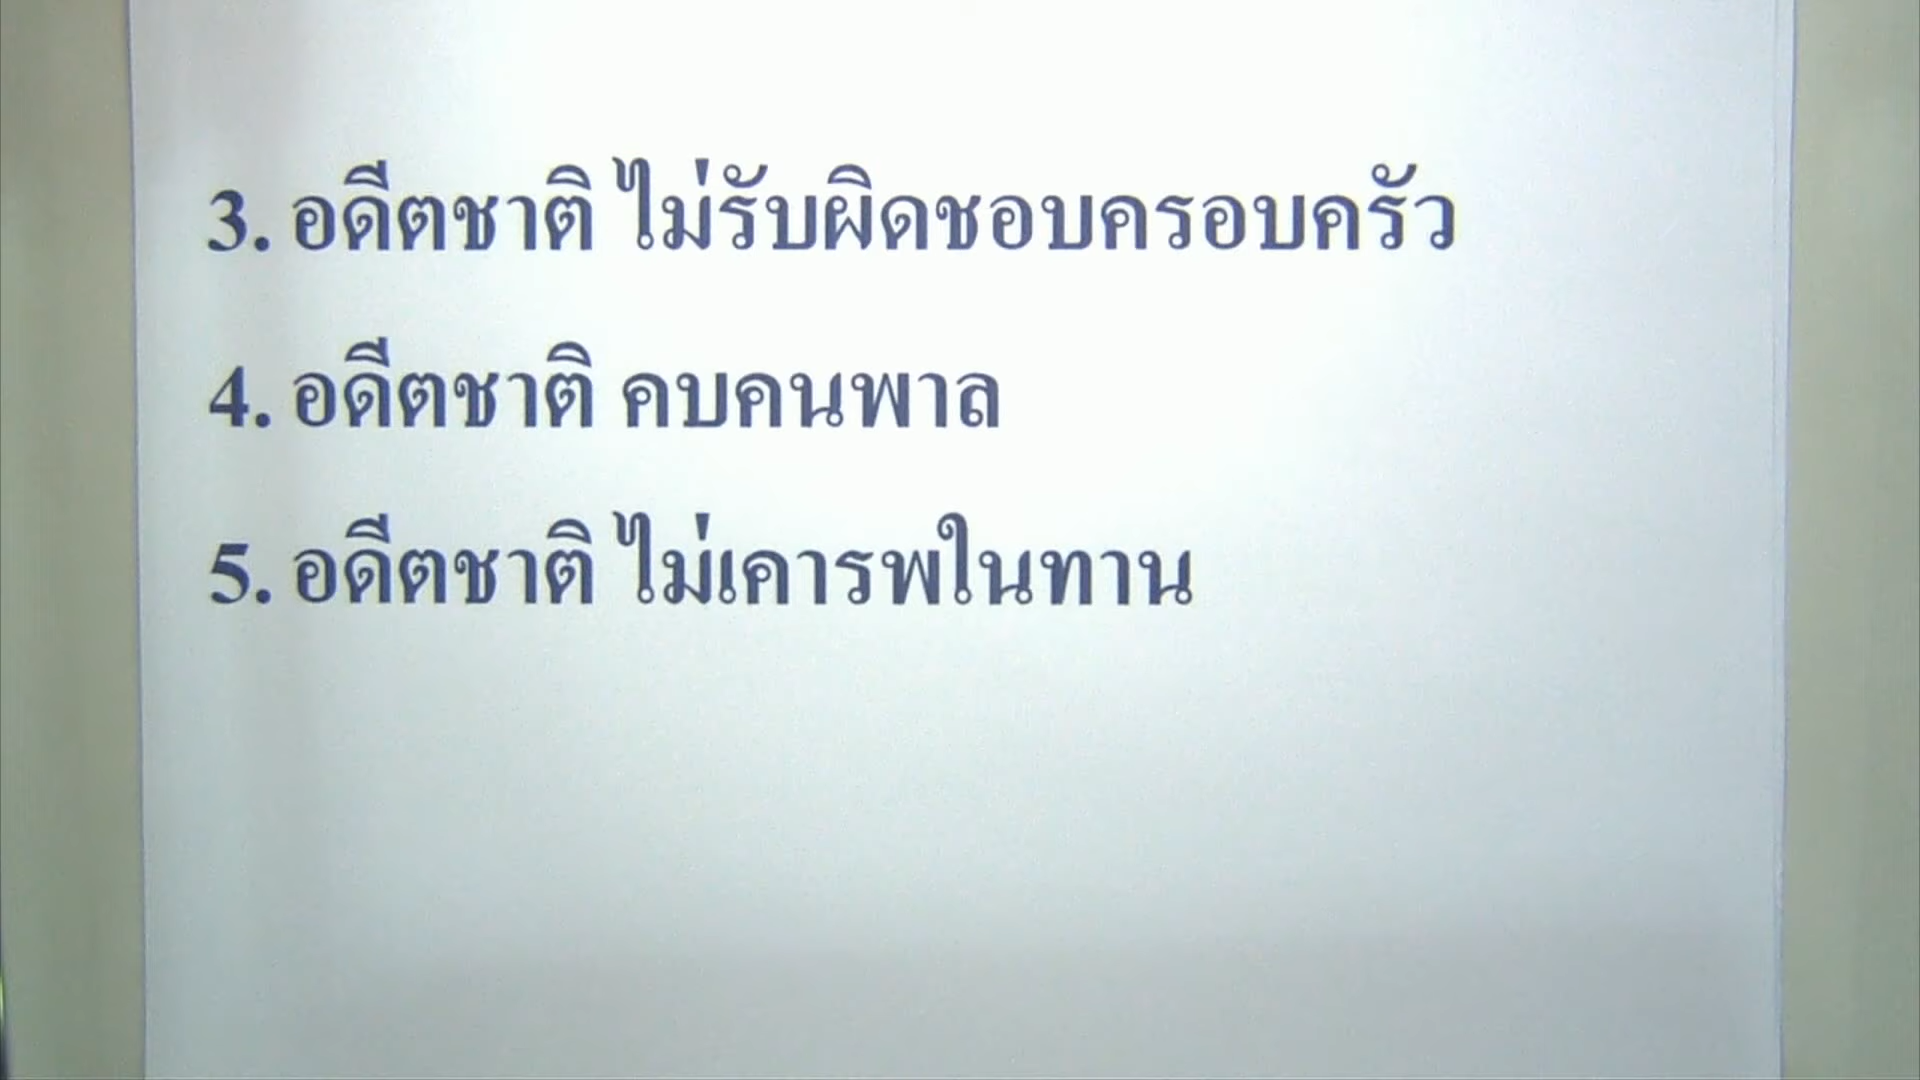 3. อดีตชาติ ไม่รับผิดชอบครอบครัว
4. อดีตชาติ คบคนพาล
5. อดีตชาติ ไม่เคารพในทาน